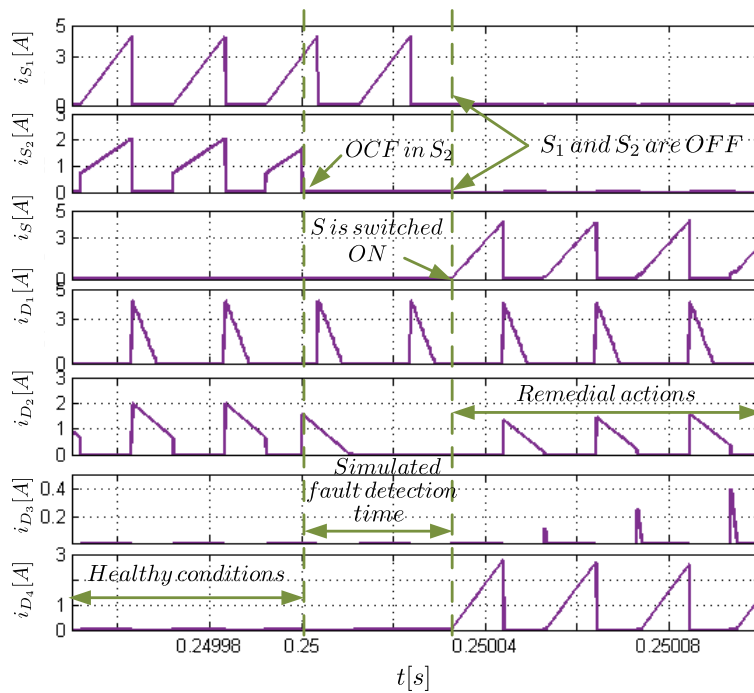 i_{S_1}[A]
5
3
0
i_{S_2}[A]
3
2
1
0
OCF in S_2
S_1 and S_2 are OFF
i_S[A]
5
3
0
S is switched
ON
i_{D_1}[A]
5
3
0
i_{D_2}[A]
3
2
1
0
Remedial actions
i_{D_3}[A]
0.4
0.2
Simulated
fault detection
time
i_{D_4}[A]
3
2
1
0
Healthy conditions
0.24998
0.25
0.25004
0.25008
t[s]